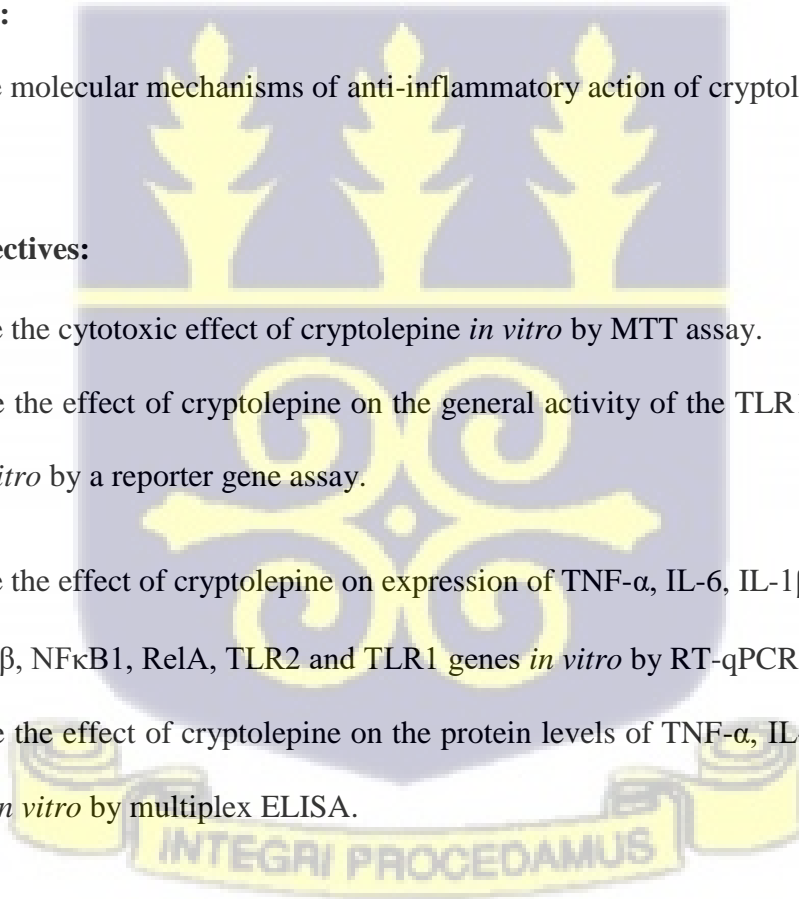 :
e molecular mechanisms of anti-inflammatory action of cryptol
ectives:
e the cytotoxic effect of cryptolepine in vitro by MTT assay.
e the effect of cryptolepine on the general activity of the TLR
itro by a reporter gene assay.
e the effect of cryptolepine on expression of TNF-α, IL-6, IL-1β
β, NFκB1, RelA, TLR2 and TLR1 genes in vitro by RT-qPCR
e the effect of cryptolepine on the protein levels of TNF-α, IL-
n vitro by multiplex ELISA.
INTEGRI PROCEDAMUS